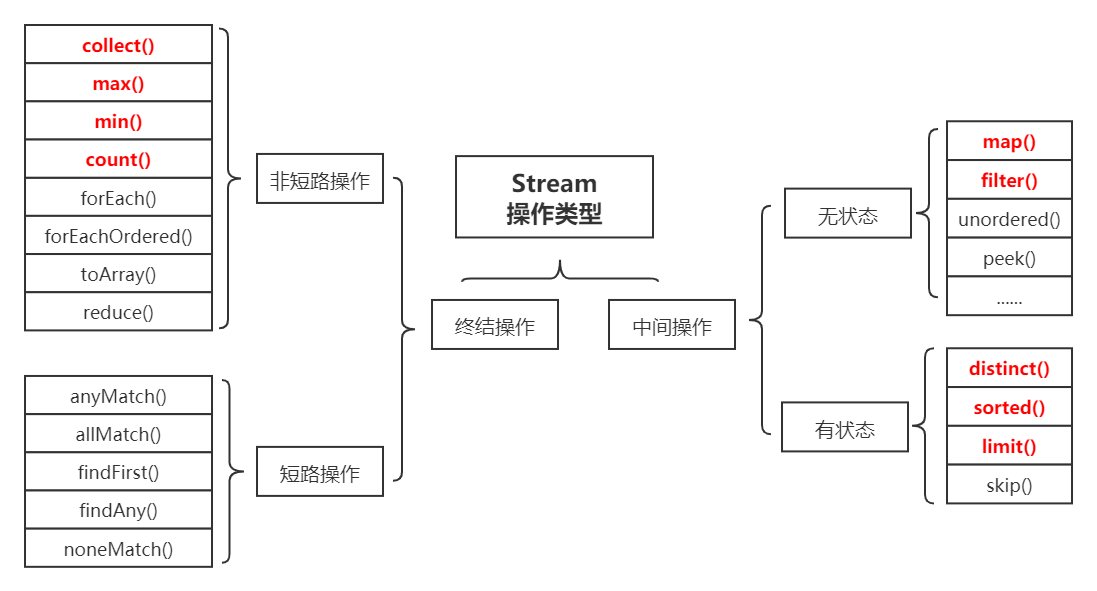 Stream
操作类型
终结操作
中间操作
非短路操作
collect()
max()
min()
count()
forEach()
forEachOrdered()
toArray()
reduce()
短路操作
anyMatch()
allMatch()
findFirst()
findAny()
noneMatch()
无状态
map()
filter()
unordered()
peek()
......
有状态
distinct()
sorted()
limit()
skip()